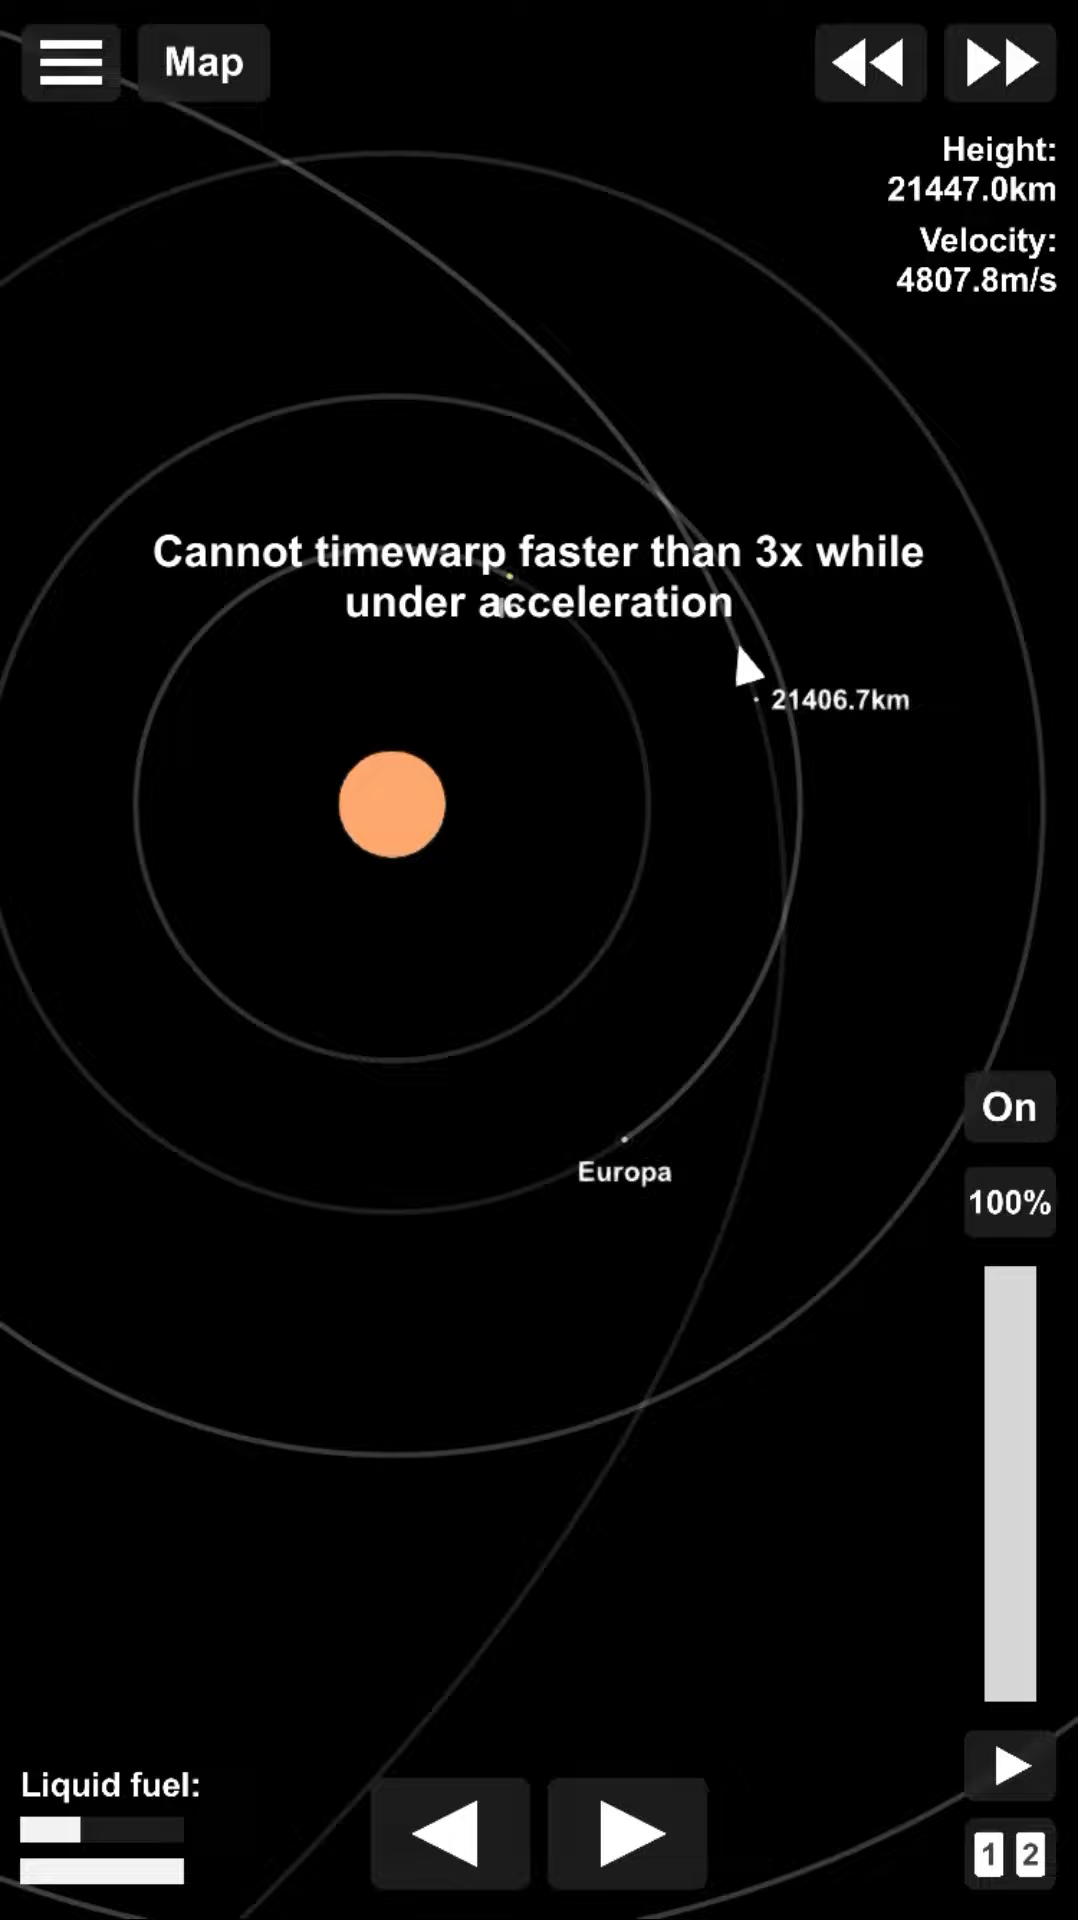 Map
Height:
21447.0km
Velocity:
4807.8m/s
Cannot timewarp faster than 3x while
under acceleration
21406.7km
Europa
On
100%
Liquid fuel:
1 2